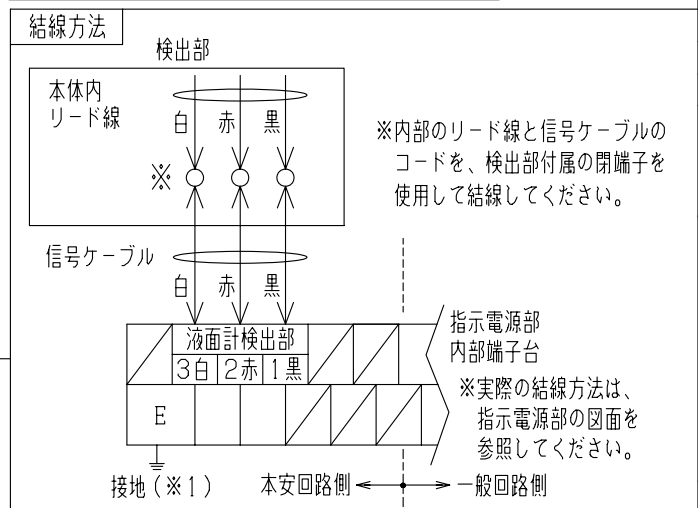 結線方法
検出部
本体内
リード線
白 赤 黒
※
※内部のリード線と信号ケーブルの
コードを、検出部付属の閉端子を
使用して結線してください。
信号ケーブル
白 赤 黒
液面計検出部
3白 2赤 1黒
E
指示電源部
内部端子台
※実際の結線方法は、
指示電源部の図面を
参照してください。
接地(※1)
本安回路側
一般回路側